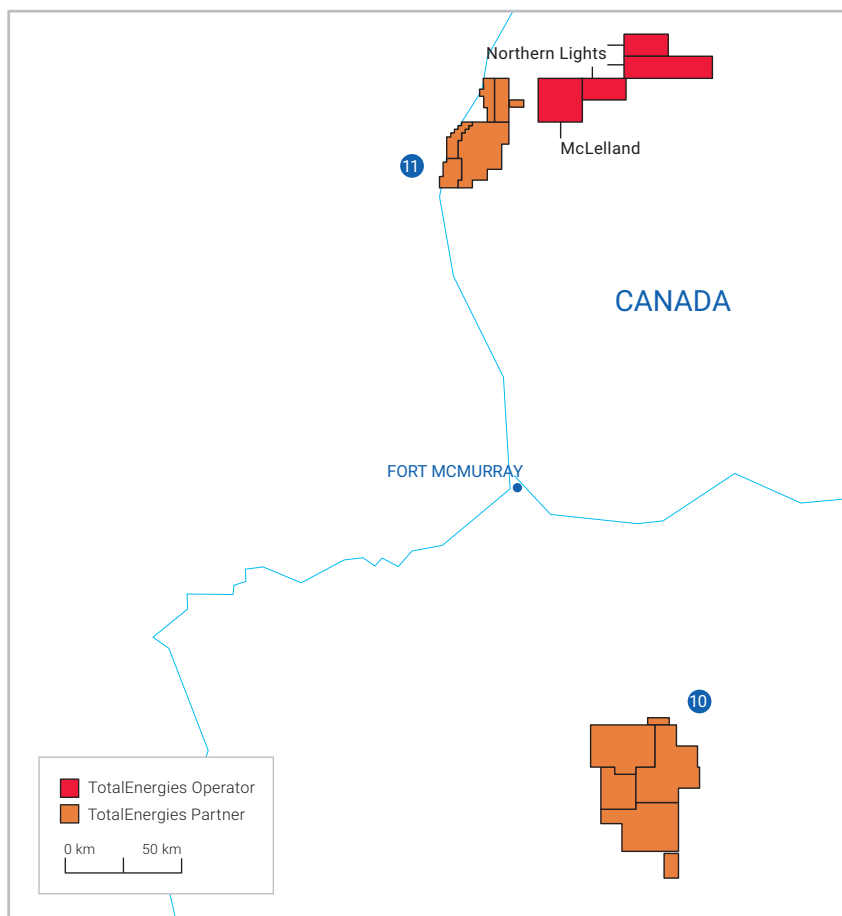 Northern Lights
McLelland
11
CANADA
FORT MCMURRAY
10
TotalEnergies Operator
TotalEnergies Partner
0 km 50 km